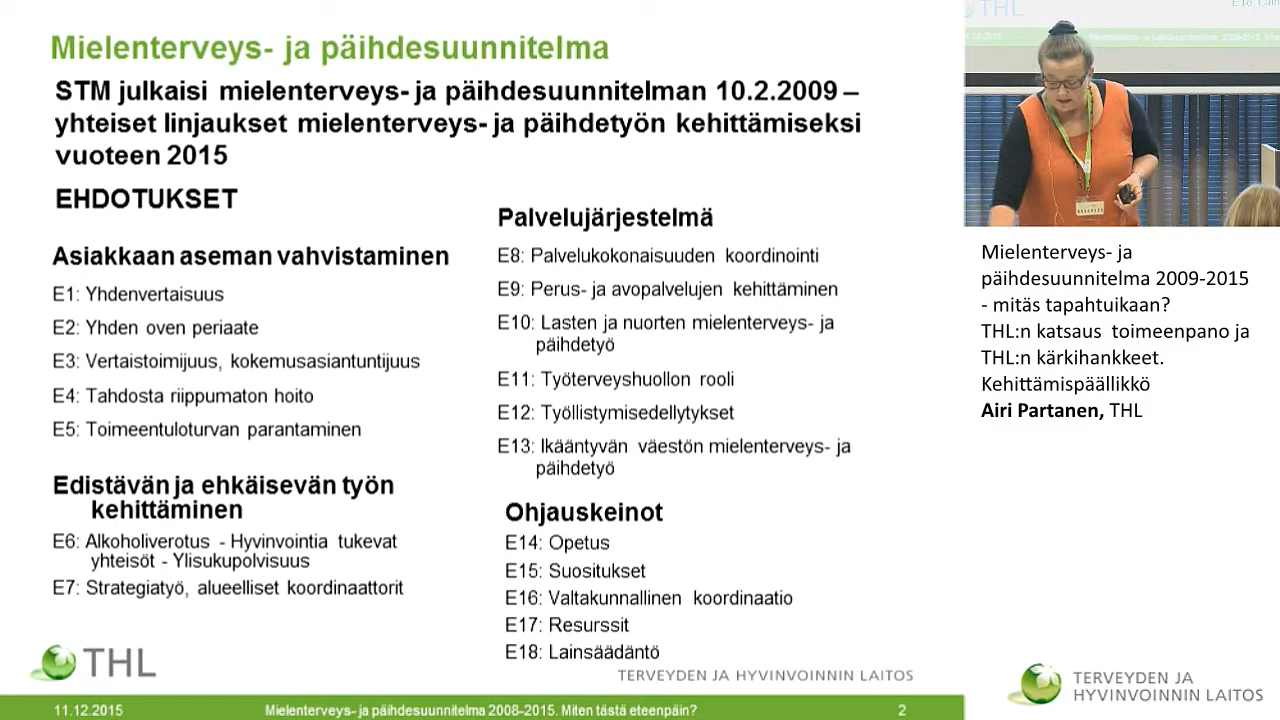 Mielenterveys- ja päihdesuunnitelma
STM julkaisi mielenterveys- ja päihdesuunnitelman 10.2.2009 –
yhteiset linjaukset mielenterveys- ja päihdetyön kehittämiseksi
vuoteen 2015
EHDOTUKSET
Asiakkaan aseman vahvistaminen
E1: Yhdenvertaisuus
E2: Yhden oven periaate
E3: Vertaistoimijuus, kokemusasiantuntijuus
E4: Tahdosta riippumaton hoito
E5: Toimeentuloturvan parantaminen
Edistävän ja ehkäisevän työn
kehittäminen
E6: Alkoholiverotus - Hyvinvointia tukevat
yhteisöt - Ylisukupolvisuus
E7: Strategiatyö, alueelliset koordinaattorit
Palvelujärjestelmä
E8: Palvelukokonaisuuden koordinointi
E9: Perus- ja avopalvelujen kehittäminen
E10: Lasten ja nuorten mielenterveys- ja
päihdetyö
E11: Työterveyshuollon rooli
E12: Työllistymisedellytykset
E13: Ikääntyvän väestön mielenterveys- ja
päihdetyö
Ohjauskeinot
E14: Opetus
E15: Suositukset
E16: Valtakunnallinen koordinaatio
E17: Resurssit
E18: Lainsäädäntö
THL
TERVEYDEN JA HYVINVOINNIN LAITOS
11.12.2015 Mielenterveys- ja päihdesuunnitelma 2008-2015. Miten tästä eteenpäin? 2
THL
E18
Mielenterveys- ja
päihdesuunnitelma 2009-2015
- mitäs tapahtuikaan?
THL:n katsaus toimeenpano ja
THL:n kärkihankkeet.
Kehittämispäällikkö
Airi Partanen, THL
TERVEYDEN JA
HYVINVOINNIN LAITOS